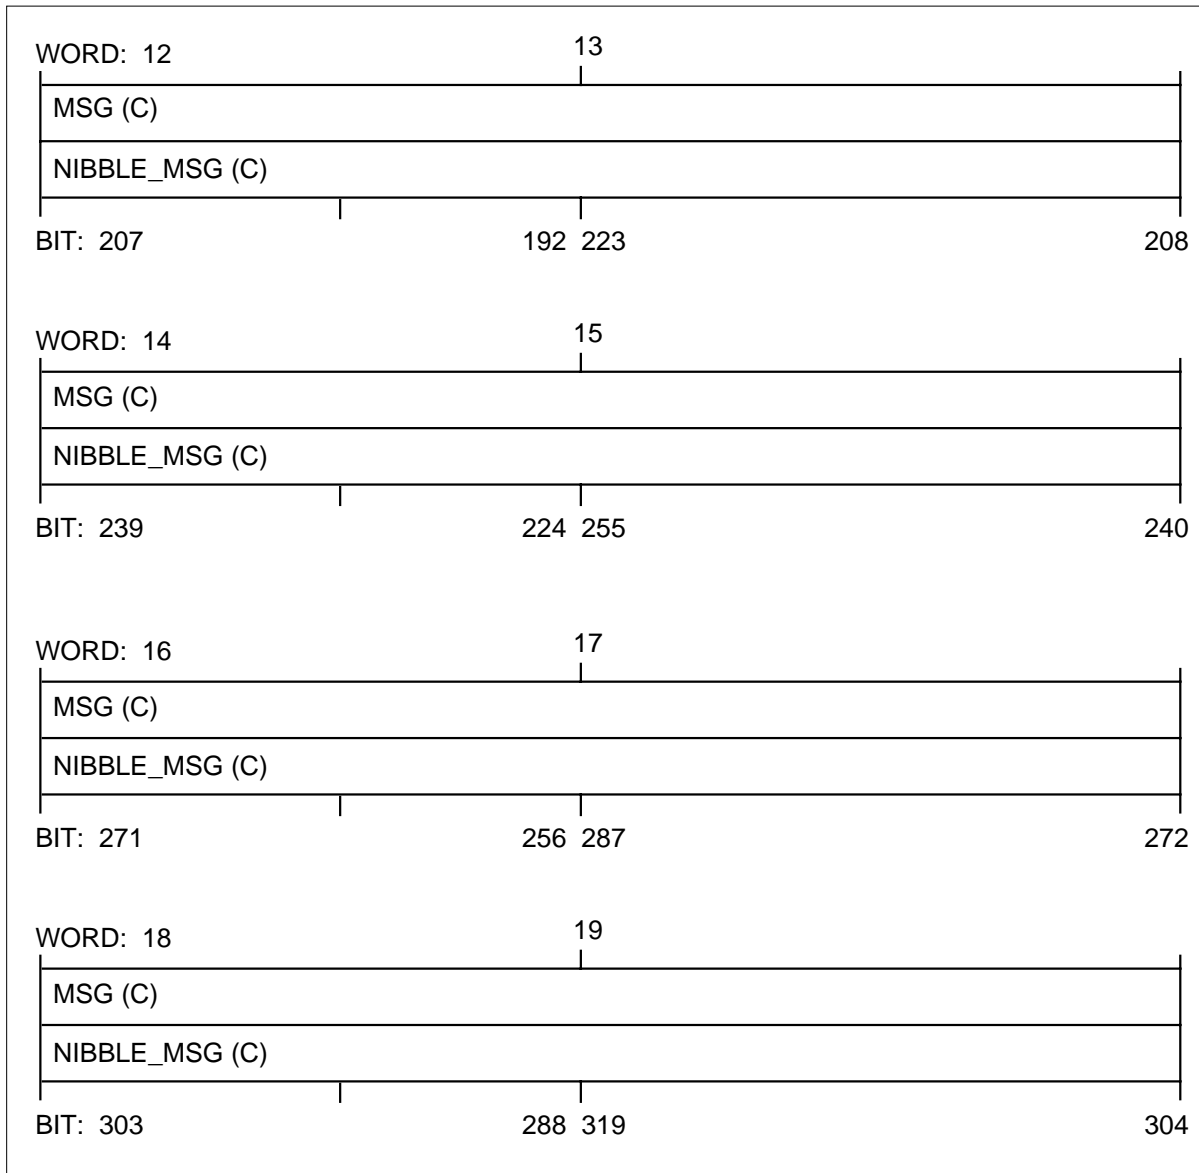 WORD: 12 13
MSG (C)
NIBBLE_MSG (C)
BIT: 207 192 223 208
WORD: 14 15
MSG (C)
NIBBLE_MSG (C)
BIT: 239 224 255 240
WORD: 16 17
MSG (C)
NIBBLE_MSG (C)
BIT: 271 256 287 272
WORD: 18 19
MSG (C)
NIBBLE_MSG (C)
BIT: 303 288 319 304